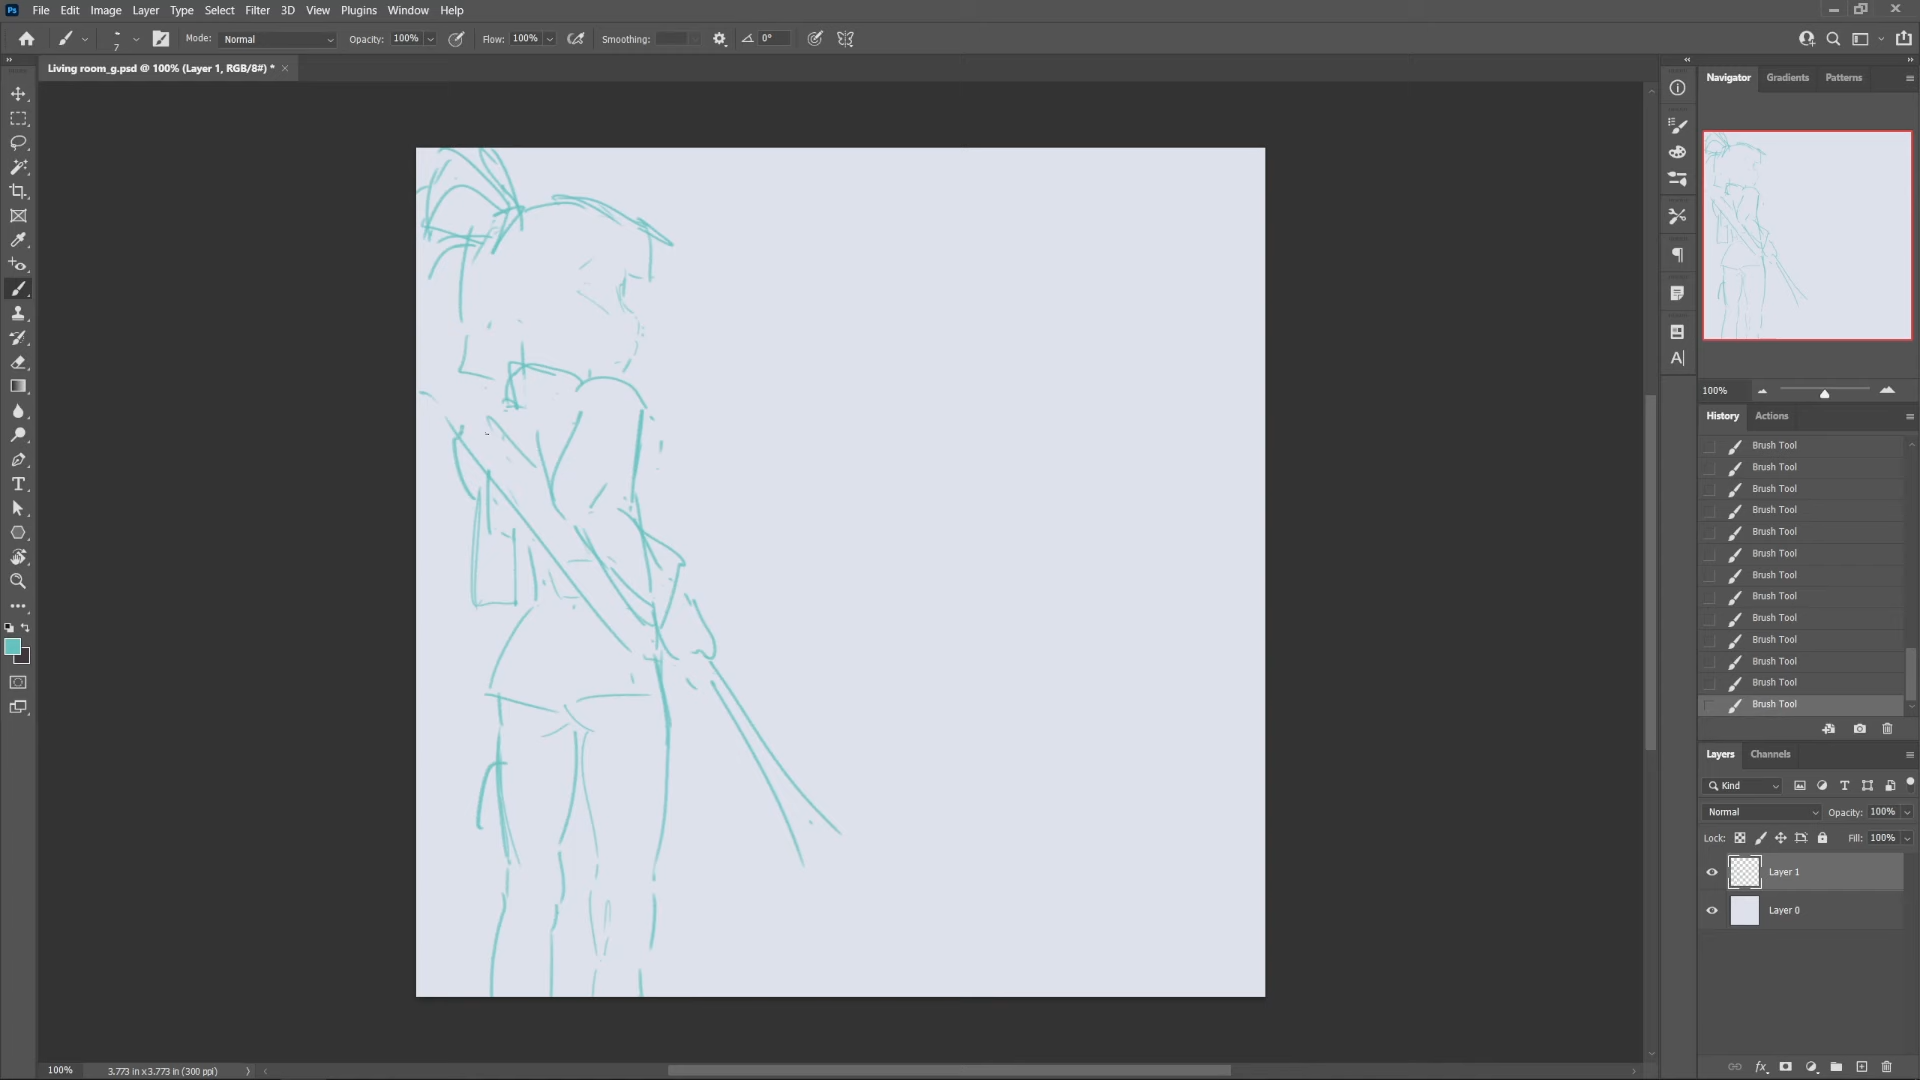 Ps File Edit Image Layer Type Select Filter 3D View Plugins Window Help
7 Mode: Normal Opacity: 100% Flow: 100% Smoothing: 0°
Living room_g.psd @ 100% (Layer 1, RGB/8#) *
Navigator Gradients Patterns
100%
History Actions
Brush Tool
Brush Tool
Brush Tool
Brush Tool
Brush Tool
Brush Tool
Brush Tool
Brush Tool
Brush Tool
Brush Tool
Brush Tool
Brush Tool
Brush Tool
Layers Channels
Kind
Normal Opacity: 100%
Lock: Fill: 100%
Layer 1
Layer 0
100% 3.773 in x 3.773 in (300 ppi)